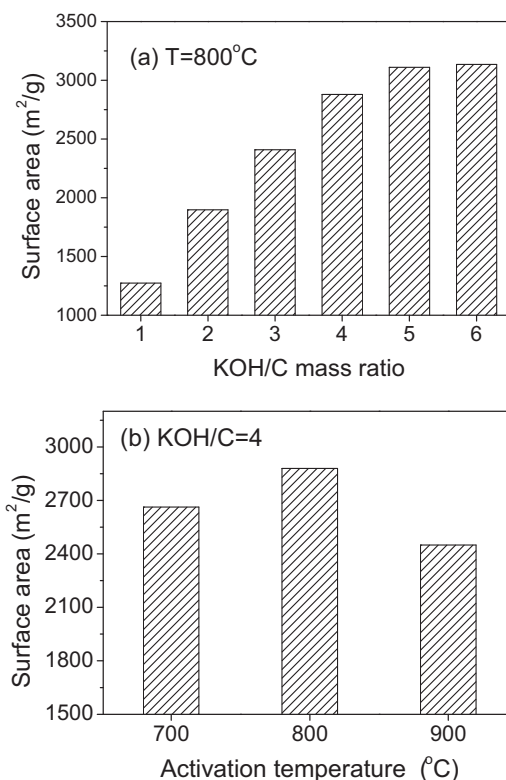 3500
(a) T=800°C
3000
2500
2000
1500
1000
Surface area (m²/g)
1 2 3 4 5 6
KOH/C mass ratio
(b) KOH/C=4
3000
2700
2400
2100
1800
1500
Surface area (m²/g)
700 800 900
Activation temperature (°C)